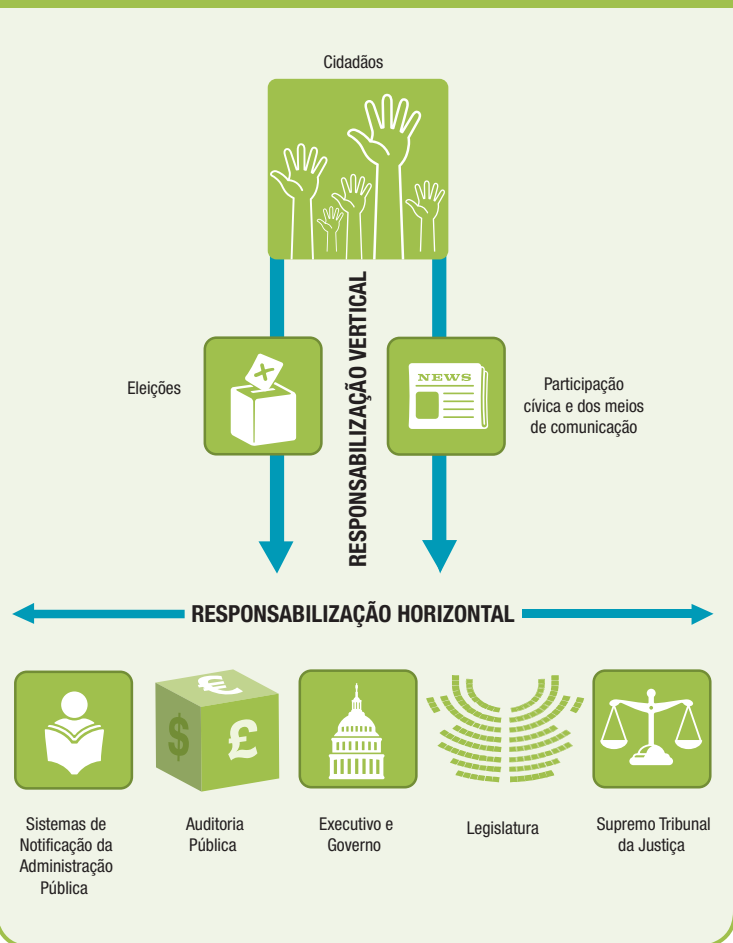 Cidadãos
Eleições
RESPONSABILIZAÇÃO VERTICAL
NEWS
Participação
cívica e dos meios
de comunicação
RESPONSABILIZAÇÃO HORIZONTAL
$
€
£
Sistemas de
Notificação da
Administração
Pública
Auditoria
Pública
Executivo e
Governo
Legislatura
Supremo Tribunal
da Justiça